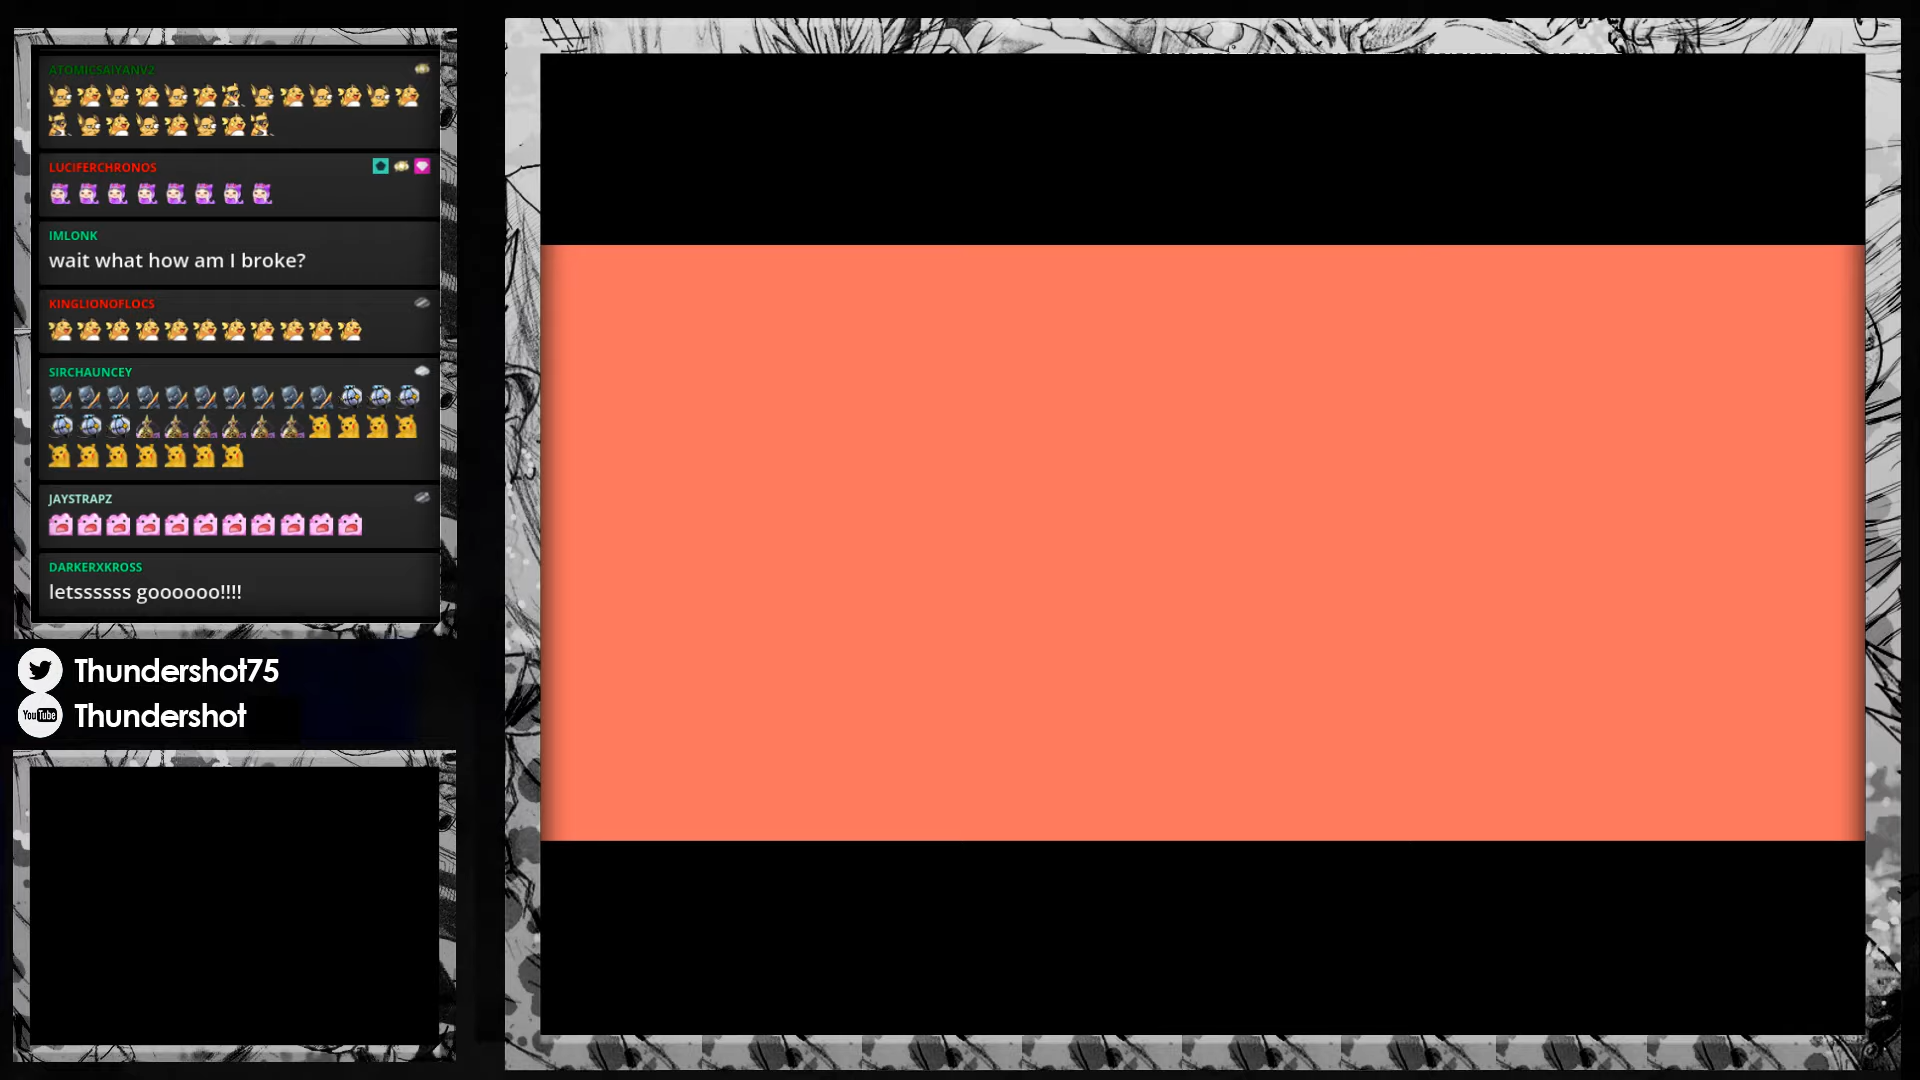 ATOMICSAIYANV2
LUCIFERCHRONOS
IMLONK
wait what how am I broke?
KINGLIONOFLOCS
SIRCHAUNCEY
JAYSTRAPZ
DARKERXKROSS
letssssss goooooo!!!!
Thundershot75
You Tube Thundershot